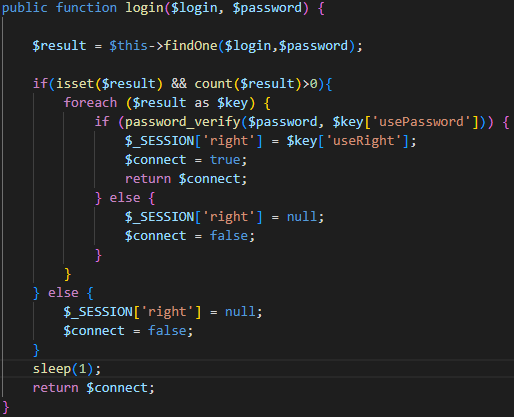 public function login($login, $password) {
$result = $this->findOne($login,$password);
if(isset($result) && count($result)>0){
foreach ($result as $key) {
if (password_verify($password, $key['usePassword'])) {
$_SESSION['right'] = $key['useRight'];
$connect = true;
return $connect;
} else {
$_SESSION['right'] = null;
$connect = false;
}
}
} else {
$_SESSION['right'] = null;
$connect = false;
}
sleep(1);
return $connect;
}